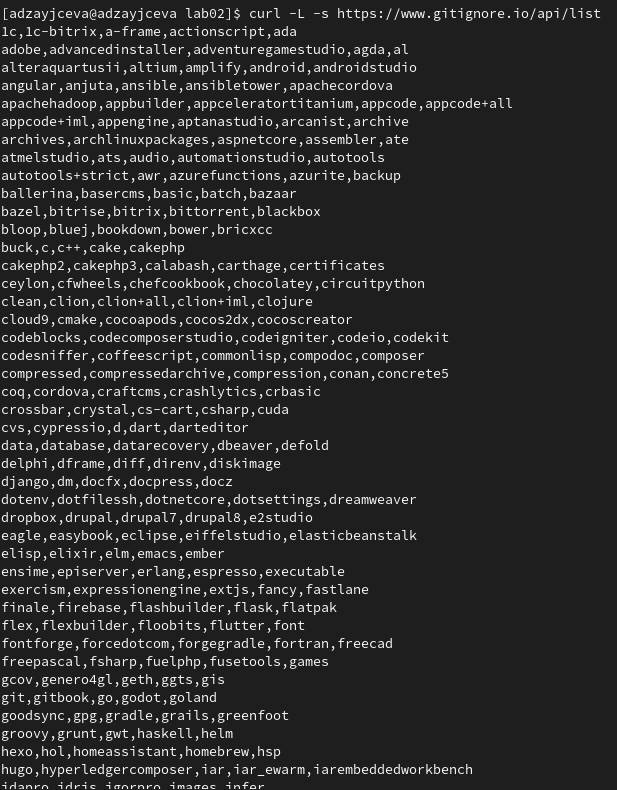 [adzayjceva@adzayjceva lab02]$ curl -L -s https://www.gitignore.io/api/list
1c,1c-bitrix,a-frame,actionscript,ada
adobe,advancedinstaller,adventuregamestudio,agda,al
alteraquartusii,altium,amplify,android,androidstudio
angular,anjuta,ansible,ansibletower,apachecordova
apachehadoop,appbuilder,appceleratortitanium,appcode,appcode+all
appcode+iml,appengine,aptanastudio,arcanist,archive
archives,archlinuxpackages,aspnetcore,assembler,ate
atmelstudio,ats,audio,automationstudio,autotools
autotools+strict,awr,azurefunctions,azurite,backup
ballerina,basercms,basic,batch,bazaar
bazel,bitrise,bitrix,bittorrent,blackbox
bloop,bluej,bookdown,bower,bricxcc
buck,c,c++,cake,cakephp
cakephp2,cakephp3,calabash,carthage,certificates
ceylon,cfwheels,chefcookbook,chocolatey,circuitpython
clean,clion,clion+all,clion+iml,clojure
cloud9,cmake,cocoapods,cocos2dx,cocoscreator
codeblocks,codecomposerstudio,codeigniter,codeio,codekit
codesniffer,coffeescript,commonlisp,compodoc,composer
compressed,compressedarchive,compression,conan,concrete5
coq,cordova,craftcms,crashlytics,crbasic
crossbar,crystal,cs-cart,csharp,cuda
cvs,cypressio,d,dart,darteditor
data,database,datarecovery,dbeaver,defold
delphi,dframe,diff,direnv,diskimage
django,dm,docfx,docpress,docz
dotenv,dotfilessh,dotnetcore,dotsettings,dreamweaver
dropbox,drupal,drupal7,drupal8,e2studio
eagle,easybook,eclipse,eiffelstudio,elasticbeanstalk
elisp,elixir,elm,emacs,ember
ensime,episerver,erlang,espresso,executable
exercism,expressionengine,extjs,fancy,fastlane
finale,firebase,flashbuilder,flask,flatpak
flex,flexbuilder,floobits,flutter,font
fontforge,forcedotcom,forgegradle,fortran,freecad
freepascal,fsharp,fuelphp,fusetools,games
gcov,genero4gl,geth,ggts,gis
git,gitbook,go,godot,goland
goodsync,gpg,gradle,grails,greenfoot
groovy,grunt,gwt,haskell,helm
hexo,hol,homeassistant,homebrew,hsp
hugo,hyperledgercomposer,iar,iar_ewarm,iarembeddedworkbench
idapro,idris,igorpro,images,infer